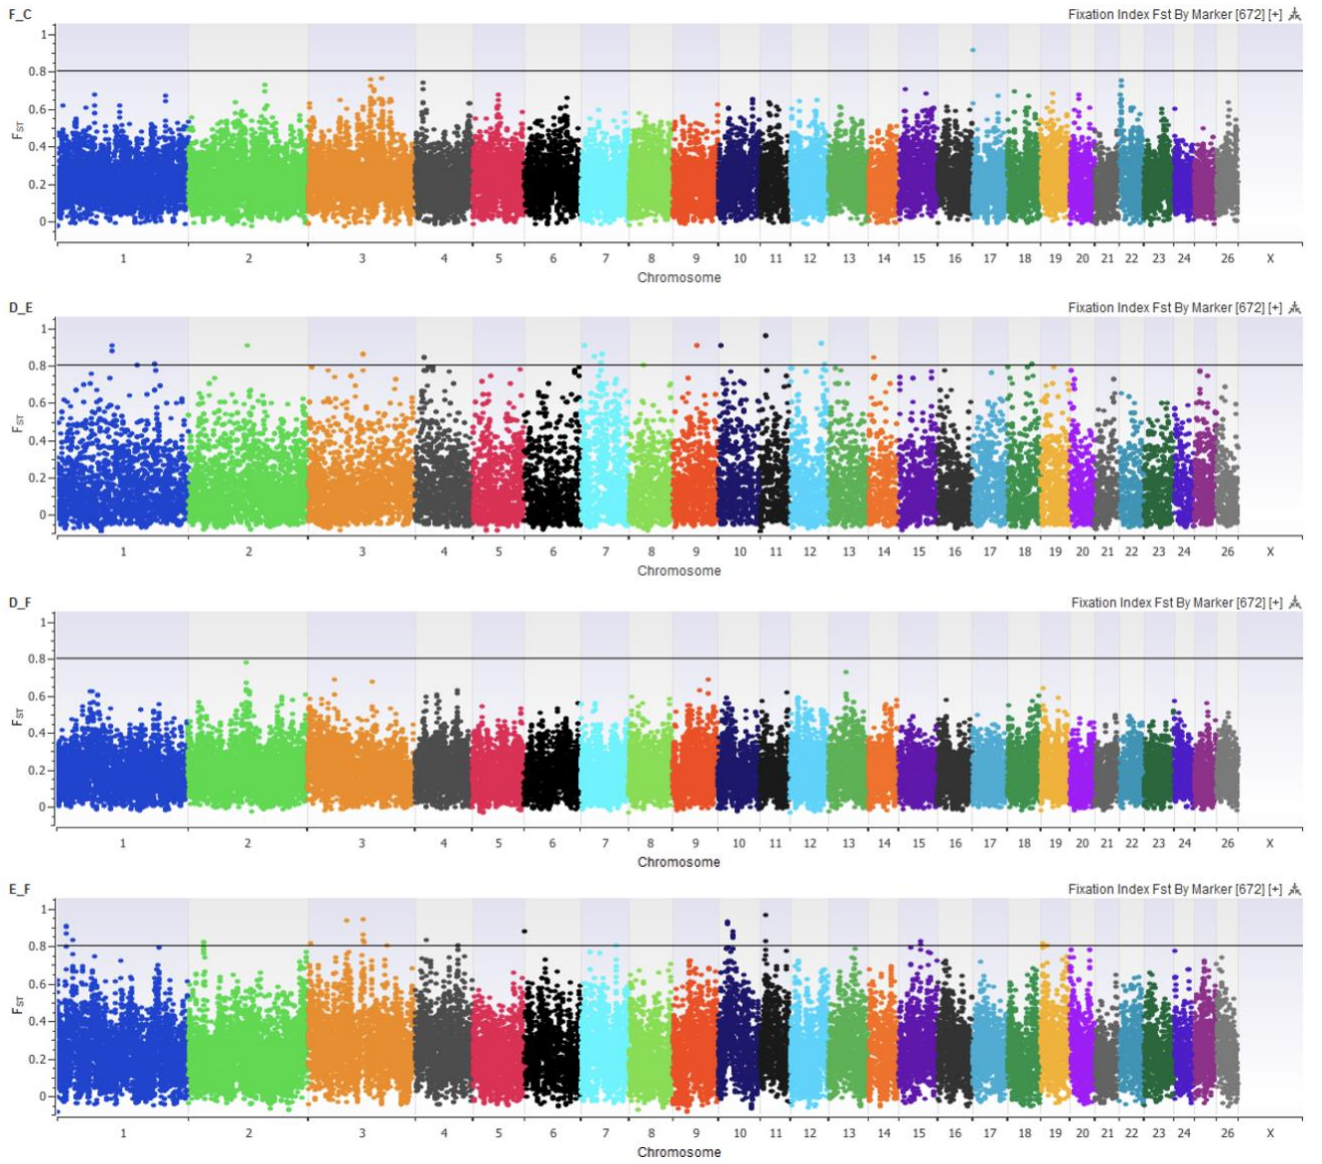 F_C
Fixation Index Fst By Marker [672] [+]
1
0.8
0.6
0.4
0.2
0
FST
1 2 3 4 5 6 7 8 9 10 11 12 13 14 15 16 17 18 19 20 21 22 23 24 26 X
Chromosome
D_E
Fixation Index Fst By Marker [672] [+]
1
0.8
0.6
0.4
0.2
0
FST
1 2 3 4 5 6 7 8 9 10 11 12 13 14 15 16 17 18 19 20 21 22 23 24 26 X
Chromosome
D_F
Fixation Index Fst By Marker [672] [+]
1
0.8
0.6
0.4
0.2
0
FST
1 2 3 4 5 6 7 8 9 10 11 12 13 14 15 16 17 18 19 20 21 22 23 24 26 X
Chromosome
E_F
Fixation Index Fst By Marker [672] [+]
1
0.8
0.6
0.4
0.2
0
FST
1 2 3 4 5 6 7 8 9 10 11 12 13 14 15 16 17 18 19 20 21 22 23 24 26 X
Chromosome